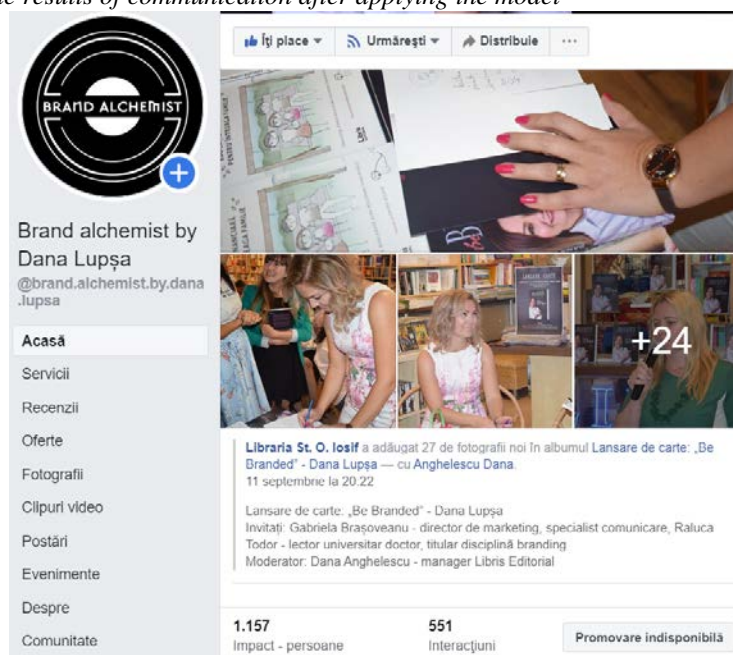 e results of communication after applying the model
Îți place
Urmărești
Distribuie
BRAND ALCHEMIST
Brand alchemist by
Dana Lupșa
@brand.alchemist.by.dana
.lupsa
Acasă
Servicii
Recenzii
Oferte
Fotografii
Clipuri video
Postări
Evenimente
Despre
Comunitate
+24
Libraria St. O. Iosif a adăugat 27 de fotografii noi în albumul Lansare de carte: „Be
Branded" - Dana Lupșa — cu Anghelescu Dana.
11 septembrie la 20.22
Lansare de carte: „Be Branded" - Dana Lupșa
Invitați: Gabriela Brașoveanu - director de marketing, specialist comunicare, Raluca
Todor - lector universitar doctor, titular disciplină branding
Moderator: Dana Anghelescu - manager Libris Editorial
1.157
Impact - persoane
551
Interacțiuni
Promovare indisponibilă